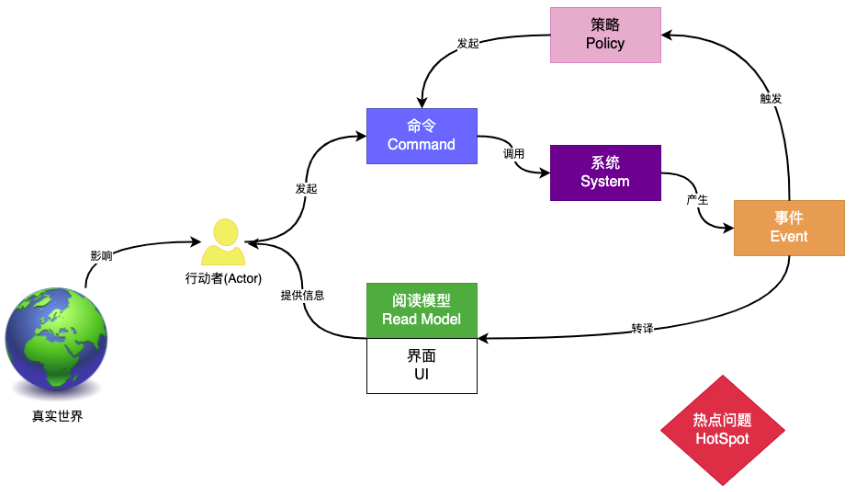 策略
Policy
发起
触发
命令
Command
调用
系统
System
发起
产生
事件
Event
影响
行动者(Actor)
提供信息
阅读模型
Read Model
转译
界面
UI
真实世界
热点问题
HotSpot